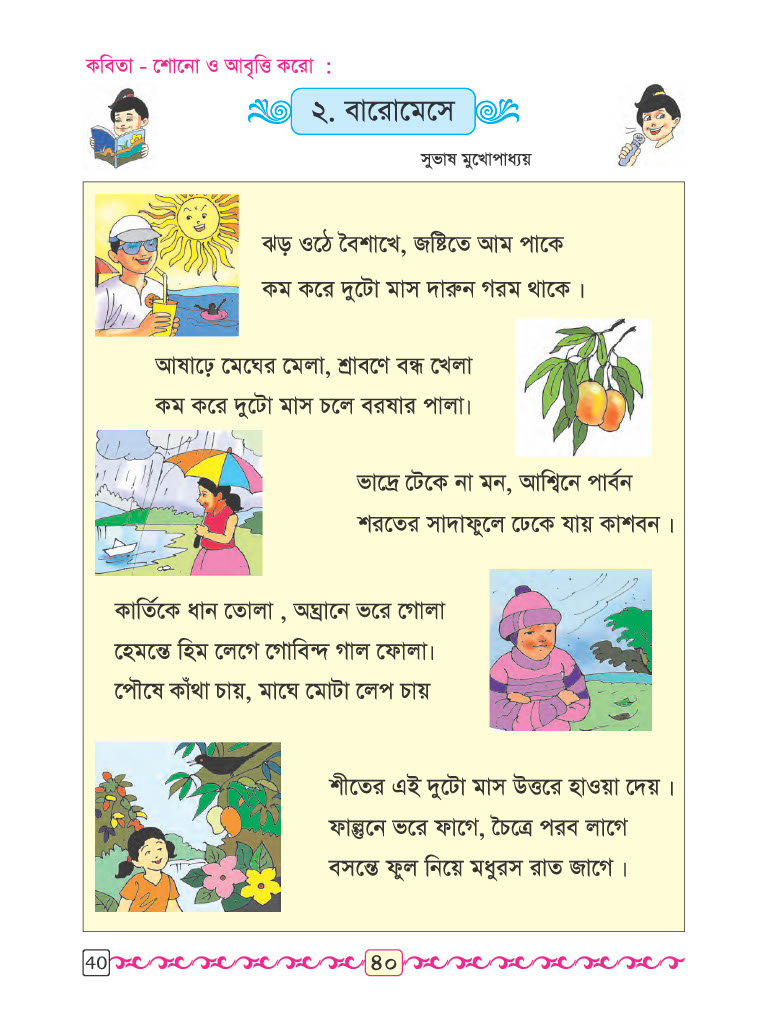 কবিতা - শোনো ও আবৃত্তি করো :
২. বারোমেসে
সুভাষ মুখোপাধ্যয়
ঝড় ওঠে বৈশাখে, জষ্টিতে আম পাকে
কম করে দুটো মাস দারুন গরম থাকে ।
আষাঢ়ে মেঘের মেলা, শ্রাবণে বন্ধ খেলা
কম করে দুটো মাস চলে বরষার পালা।
ভাদ্রে টেকে না মন, আশ্বিনে পার্বন
শরতের সাদাফুলে ঢেকে যায় কাশবন ।
কার্তিকে ধান তোলা , অঘ্রানে ভরে গোলা
হেমন্তে হিম লেগে গোবিন্দ গাল ফোলা।
পৌষে কাঁথা চায়, মাঘে মোটা লেপ চায়
শীতের এই দুটো মাস উত্তরে হাওয়া দেয় ।
ফাল্গুনে ভরে ফাগে, চৈত্রে পরব লাগে
বসন্তে ফুল নিয়ে মধুরস রাত জাগে ।
40
৪০